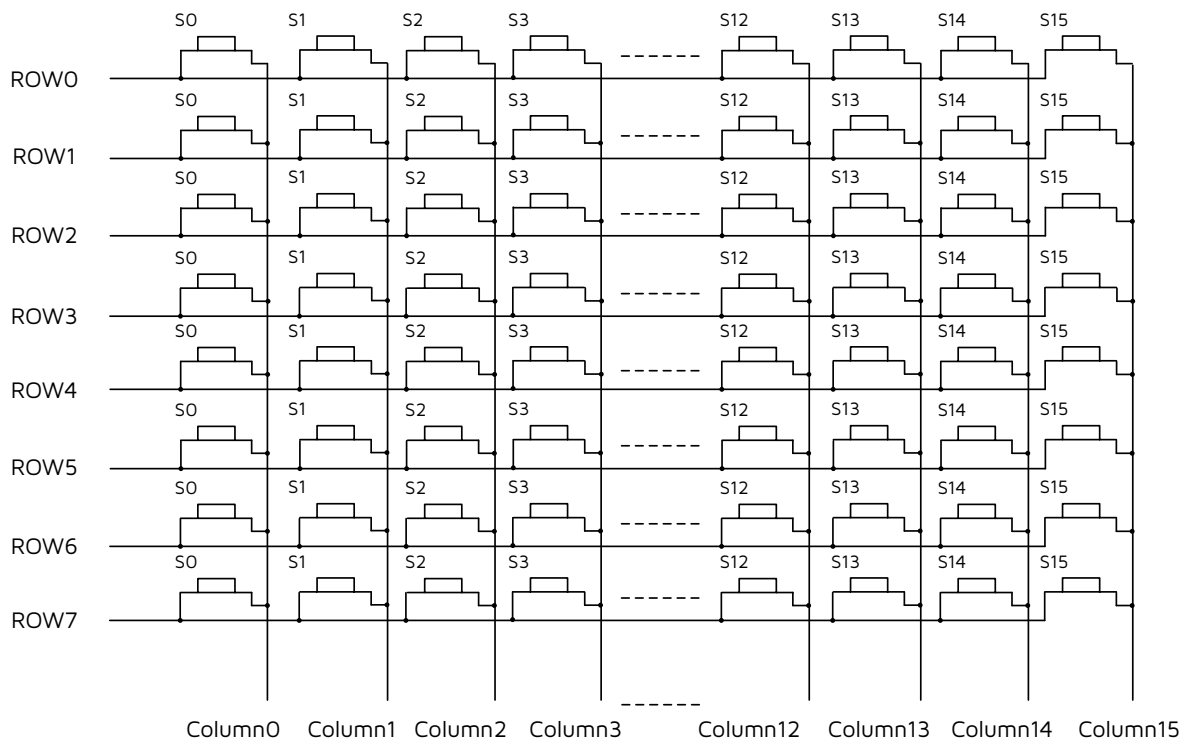 S0 S1 S2 S3 S12 S13 S14 S15
ROW0
S0 S1 S2 S3 S12 S13 S14 S15
ROW1
S0 S1 S2 S3 S12 S13 S14 S15
ROW2
S0 S1 S2 S3 S12 S13 S14 S15
ROW3
S0 S1 S2 S3 S12 S13 S14 S15
ROW4
S0 S1 S2 S3 S12 S13 S14 S15
ROW5
S0 S1 S2 S3 S12 S13 S14 S15
ROW6
S0 S1 S2 S3 S12 S13 S14 S15
ROW7
Column0 Column1 Column2 Column3 Column12 Column13 Column14 Column15